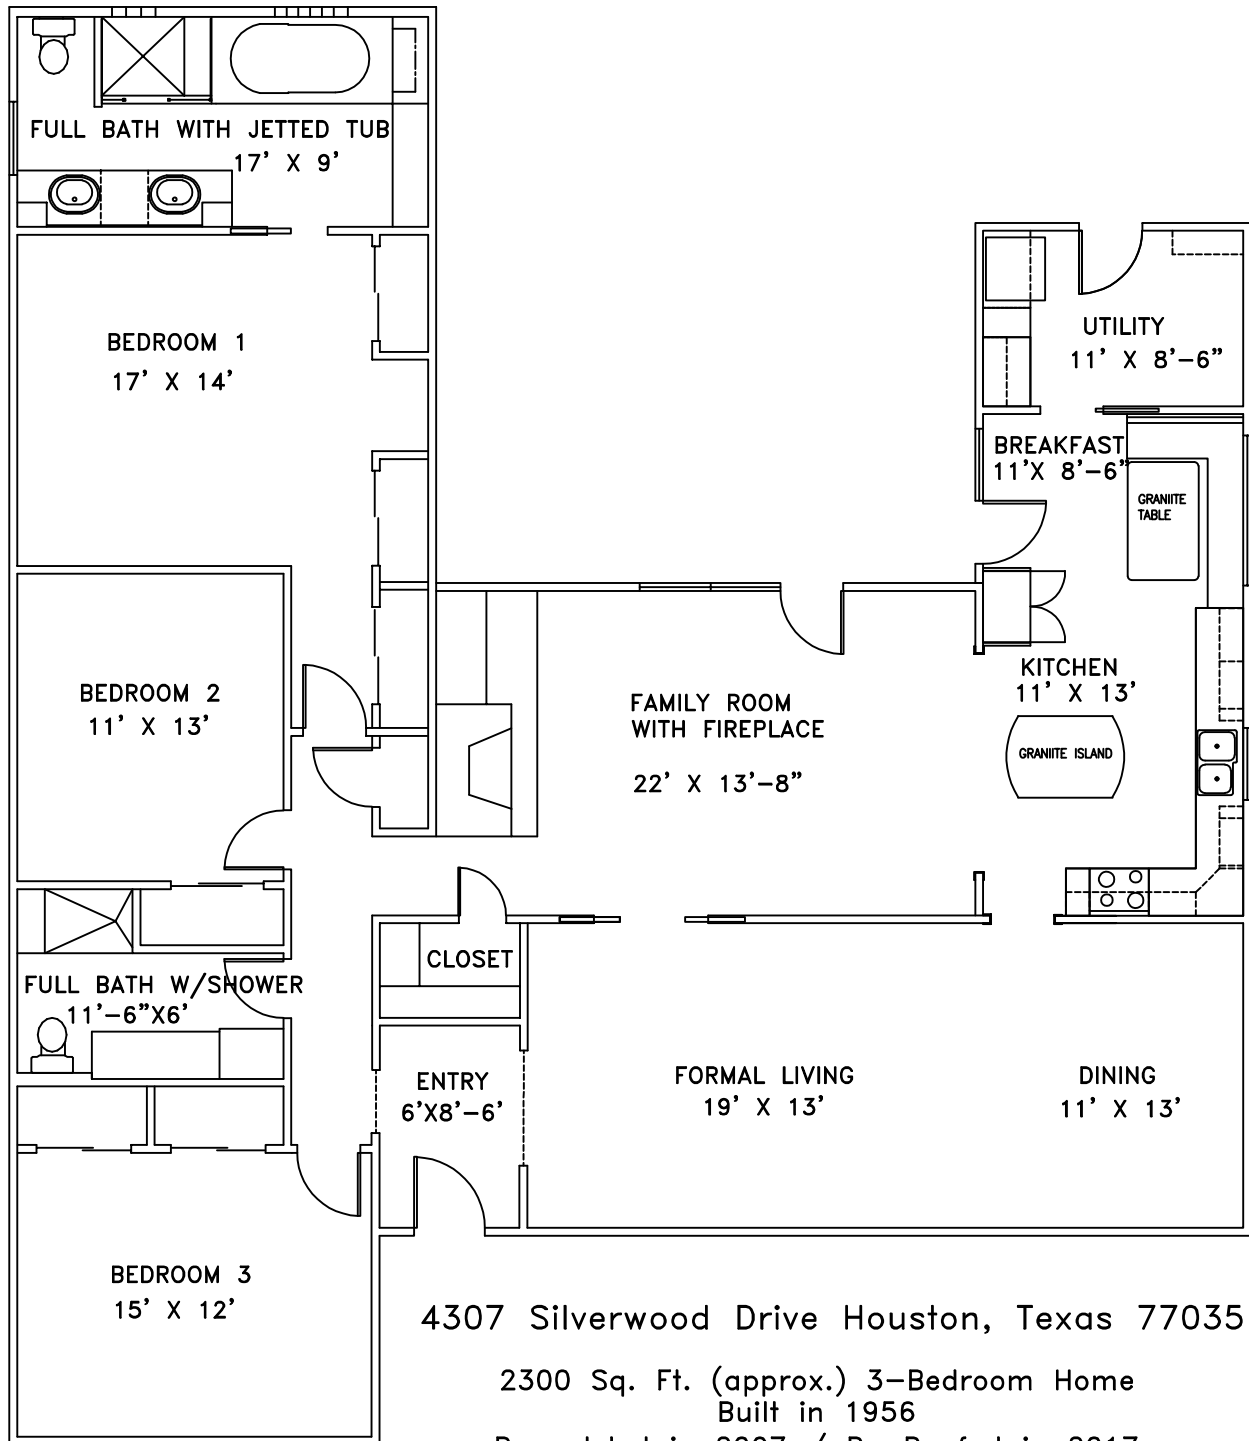 FULL BATH WITH JETTED TUB
17' X 9'
BEDROOM 1
17' X 14'
UTILITY
11' X 8'-6"
BREAKFAST
11'X 8'-6"
GRANIITE
TABLE
BEDROOM 2
11' X 13'
FAMILY ROOM
WITH FIREPLACE
22' X 13'-8"
KITCHEN
11' X 13'
GRANIITE ISLAND
CLOSET
FULL BATH W/SHOWER
11'-6"X6'
ENTRY
6'X8'-6'
FORMAL LIVING
19' X 13'
DINING
11' X 13'
BEDROOM 3
15' X 12'
4307 Silverwood Drive Houston, Texas 77035
2300 Sq. Ft. (approx.) 3-Bedroom Home
Built in 1956